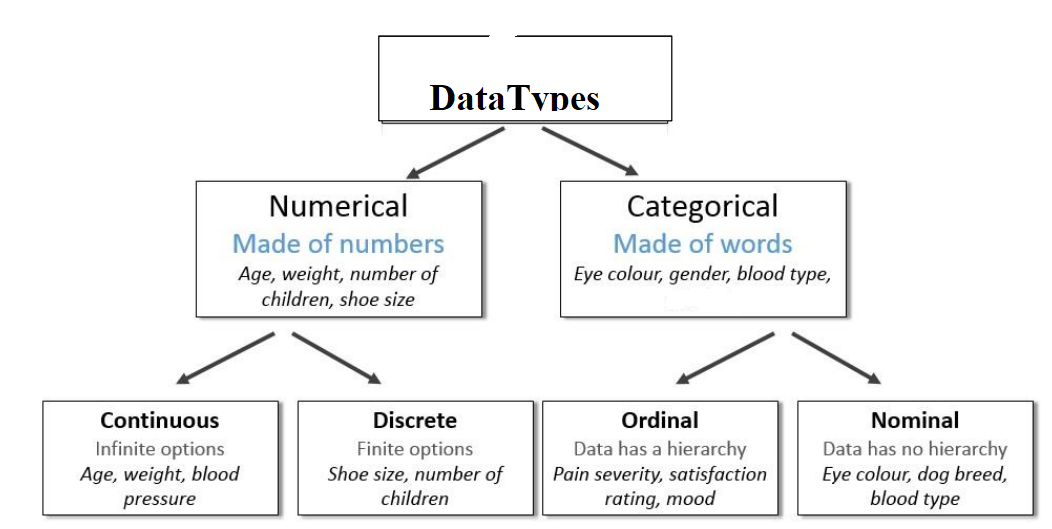 DataTypes
Numerical
Made of numbers
Age, weight, number of
children, shoe size
Categorical
Made of words
Eye colour, gender, blood type,
Continuous
Infinite options
Age, weight, blood
pressure
Discrete
Finite options
Shoe size, number of
children
Ordinal
Data has a hierarchy
Pain severity, satisfaction
rating, mood
Nominal
Data has no hierarchy
Eye colour, dog breed,
blood type